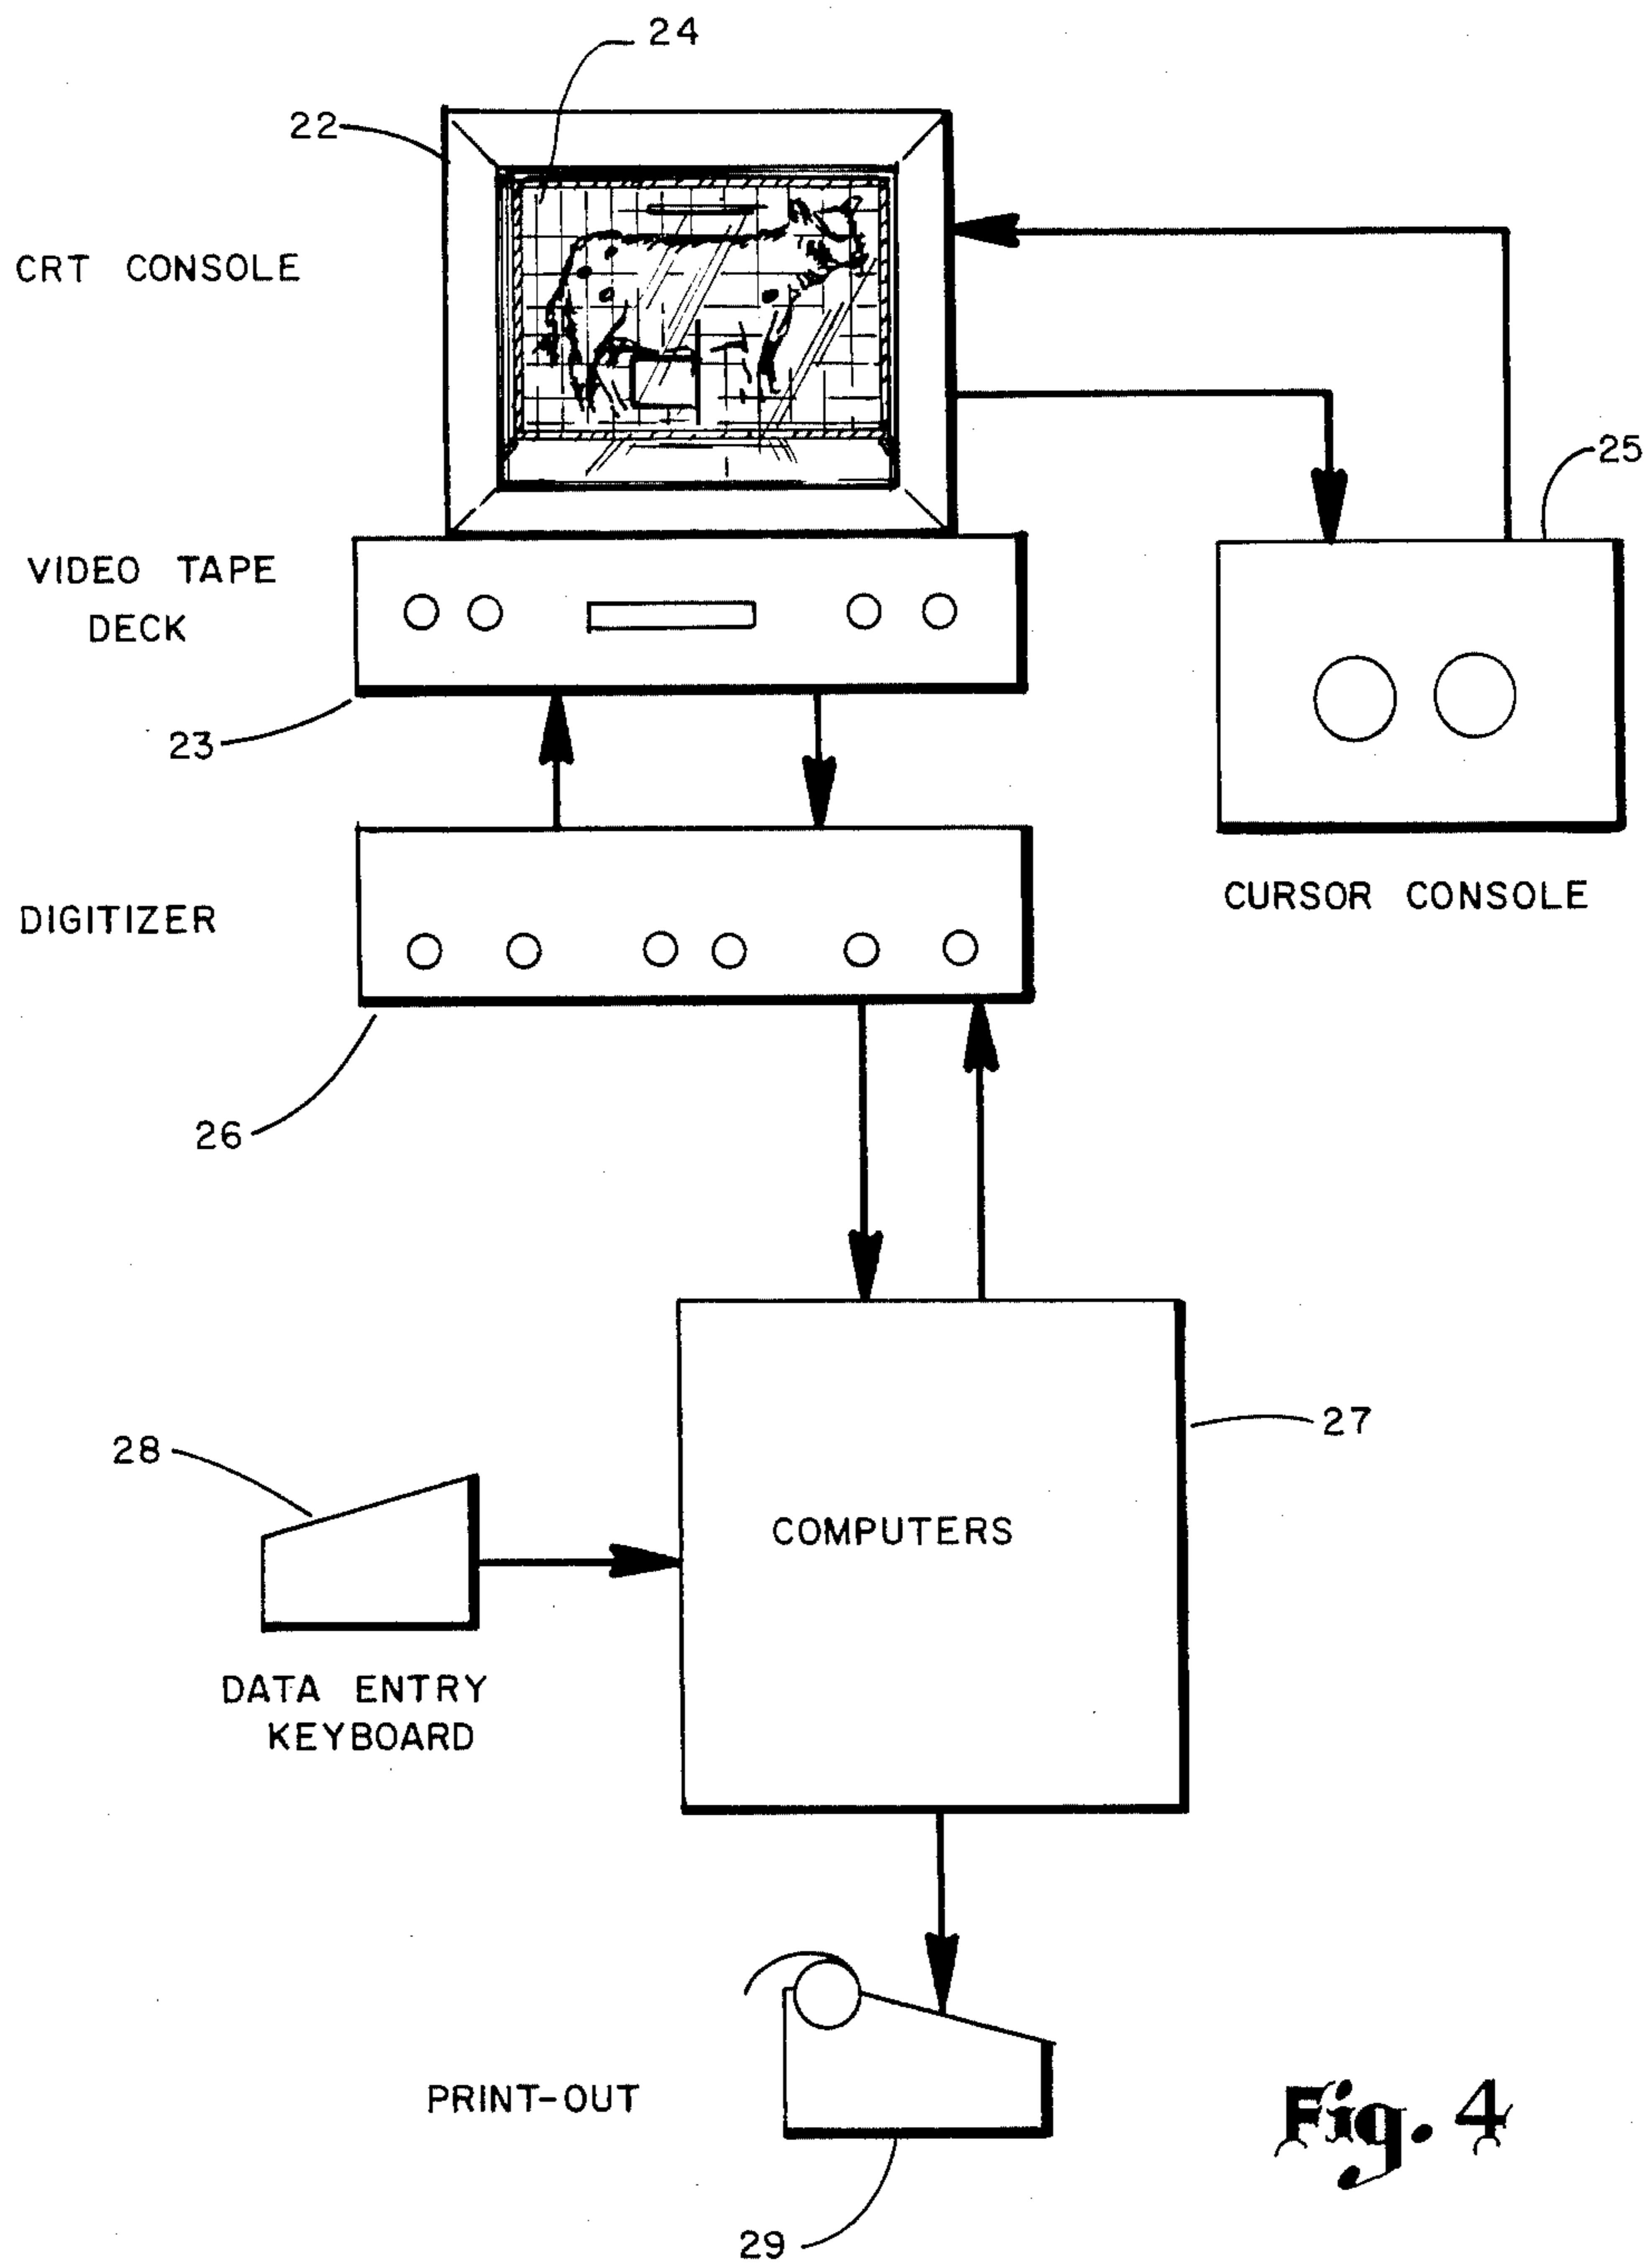 24
22
CRT CONSOLE
25
VIDEO TAPE
DECK
23
CURSOR CONSOLE
DIGITIZER
26
27
28
COMPUTERS
DATA ENTRY
KEYBOARD
PRINT-OUT
Fig. 4
29